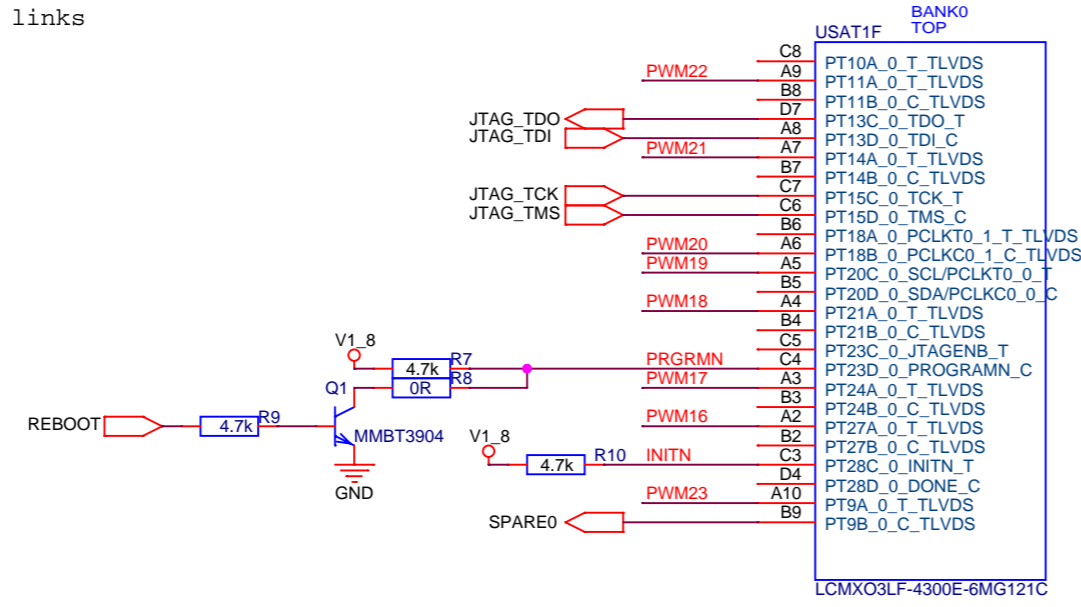 links
BANK0
TOP
USAT1F
C8 PT10A_0_T_TLVDS
PWM22 A9 PT11A_0_T_TLVDS
B8 PT11B_0_C_TLVDS
JTAG_TDO D7 PT13C_0_TDO_T
JTAG_TDI A8 PT13D_0_TDI_C
PWM21 A7 PT14A_0_T_TLVDS
B7 PT14B_0_C_TLVDS
JTAG_TCK C7 PT15C_0_TCK_T
JTAG_TMS C6 PT15D_0_TMS_C
B6 PT18A_0_PCLKT0_1_T_TLVDS
PWM20 A6 PT18B_0_PCLKC0_1_C_TLVDS
PWM19 A5 PT20C_0_SCL/PCLKT0_0_T
B5 PT20D_0_SDA/PCLKC0_0_C
PWM18 A4 PT21A_0_T_TLVDS
B4 PT21B_0_C_TLVDS
V1_8 C5 PT23C_0_JTAGENB_T
4.7k R7 PRGRMN C4 PT23D_0_PROGRAMN_C
Q1 0R R8 PWM17 A3 PT24A_0_T_TLVDS
B3 PT24B_0_C_TLVDS
REBOOT 4.7k R9 PWM16 A2 PT27A_0_T_TLVDS
MMBT3904 V1_8 B2 PT27B_0_C_TLVDS
4.7k R10 INITN C3 PT28C_0_INITN_T
D4 PT28D_0_DONE_C
GND PWM23 A10 PT9A_0_T_TLVDS
SPARE0 B9 PT9B_0_C_TLVDS
LCMXO3LF-4300E-6MG121C